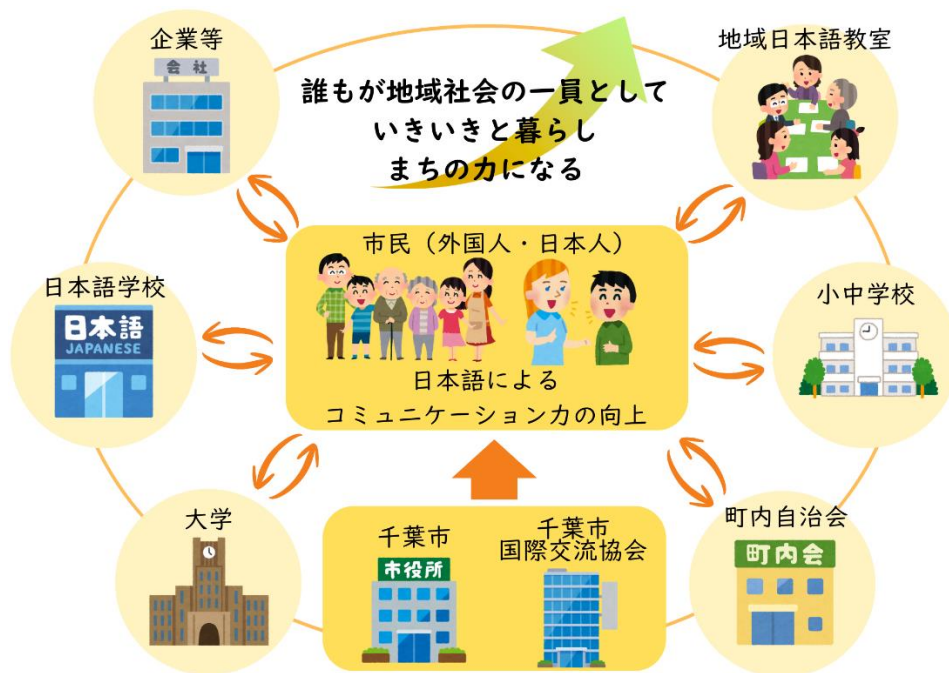 企業等
会社
誰もが地域社会の一員として
いきいきと暮らし
まちの力になる
地域日本語教室
市民（外国人・日本人）
日本語による
コミュニケーション力の向上
日本語学校
日本語
JAPANESE
小中学校
大学
千葉市
市役所
千葉市
国際交流協会
町内自治会
町内会